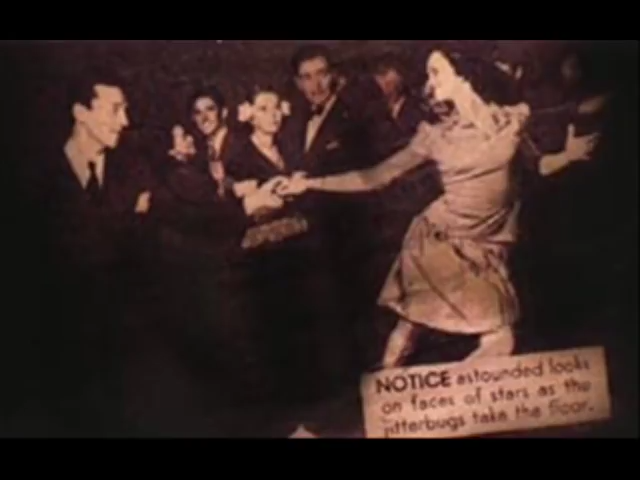 NOTICE astounded looks
on faces of stars as the
jitterbugs take the floor.